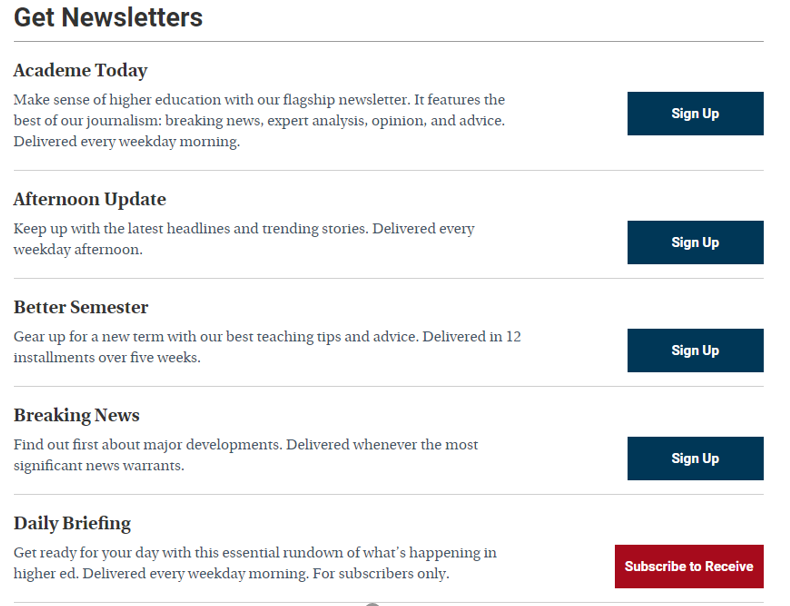 Get Newsletters
Academe Today
Make sense of higher education with our flagship newsletter. It features the
best of our journalism: breaking news, expert analysis, opinion, and advice.
Delivered every weekday morning.
Sign Up
Afternoon Update
Keep up with the latest headlines and trending stories. Delivered every
weekday afternoon.
Sign Up
Better Semester
Gear up for a new term with our best teaching tips and advice. Delivered in 12
installments over five weeks.
Sign Up
Breaking News
Find out first about major developments. Delivered whenever the most
significant news warrants.
Sign Up
Daily Briefing
Get ready for your day with this essential rundown of what's happening in
higher ed. Delivered every weekday morning. For subscribers only.
Subscribe to Receive